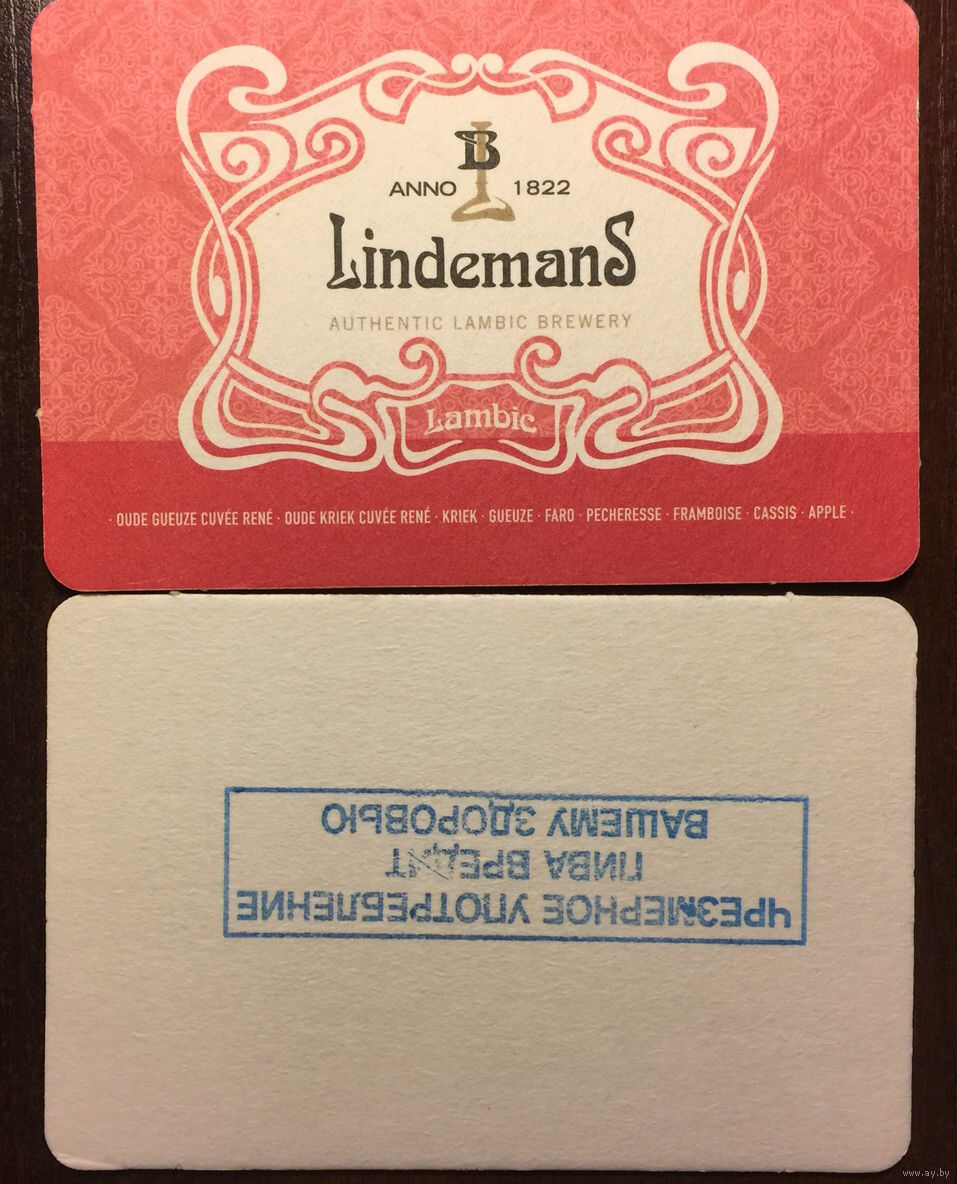 B
ANNO 1822
LindemanS
AUTHENTIC LAMBIC BREWERY
Lambic
· OUDE GUEUZE CUVÉE RENÉ · OUDE KRIEK CUVÉE RENÉ · KRIEK · GUEUZE · FARO · PECHERESSE · FRAMBOISE · CASSIS · APPLE ·
ЧРЕЗМЕРНОЕ УПОТРЕБЛЕНИЕ
ПИВА ВРЕДИТ
ВАШЕМУ ЗДОРОВЬЮ
www.ay.by